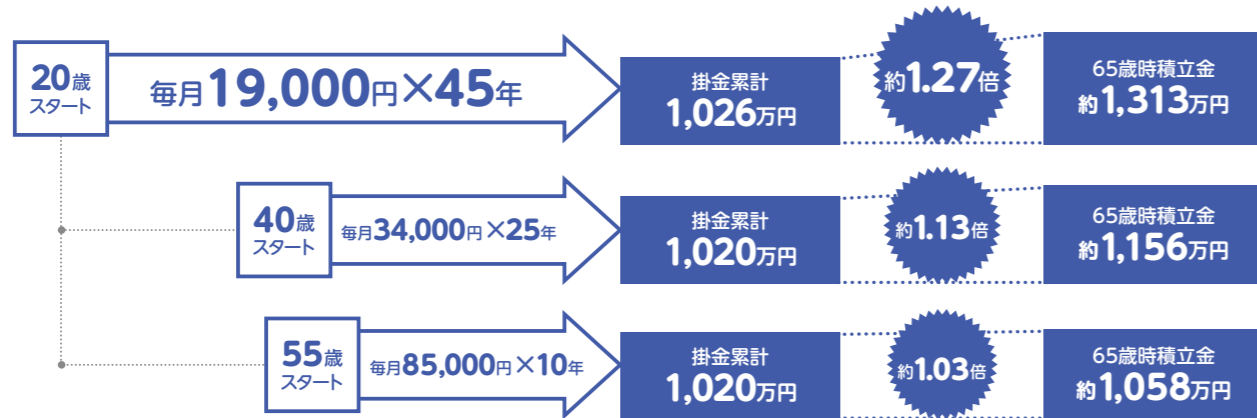 20歳
スタート
毎月19,000円×45年
掛金累計
1,026万円
約1.27倍
65歳時積立金
約1,313万円
40歳
スタート
毎月34,000円×25年
掛金累計
1,020万円
約1.13倍
65歳時積立金
約1,156万円
55歳
スタート
毎月85,000円×10年
掛金累計
1,020万円
約1.03倍
65歳時積立金
約1,058万円